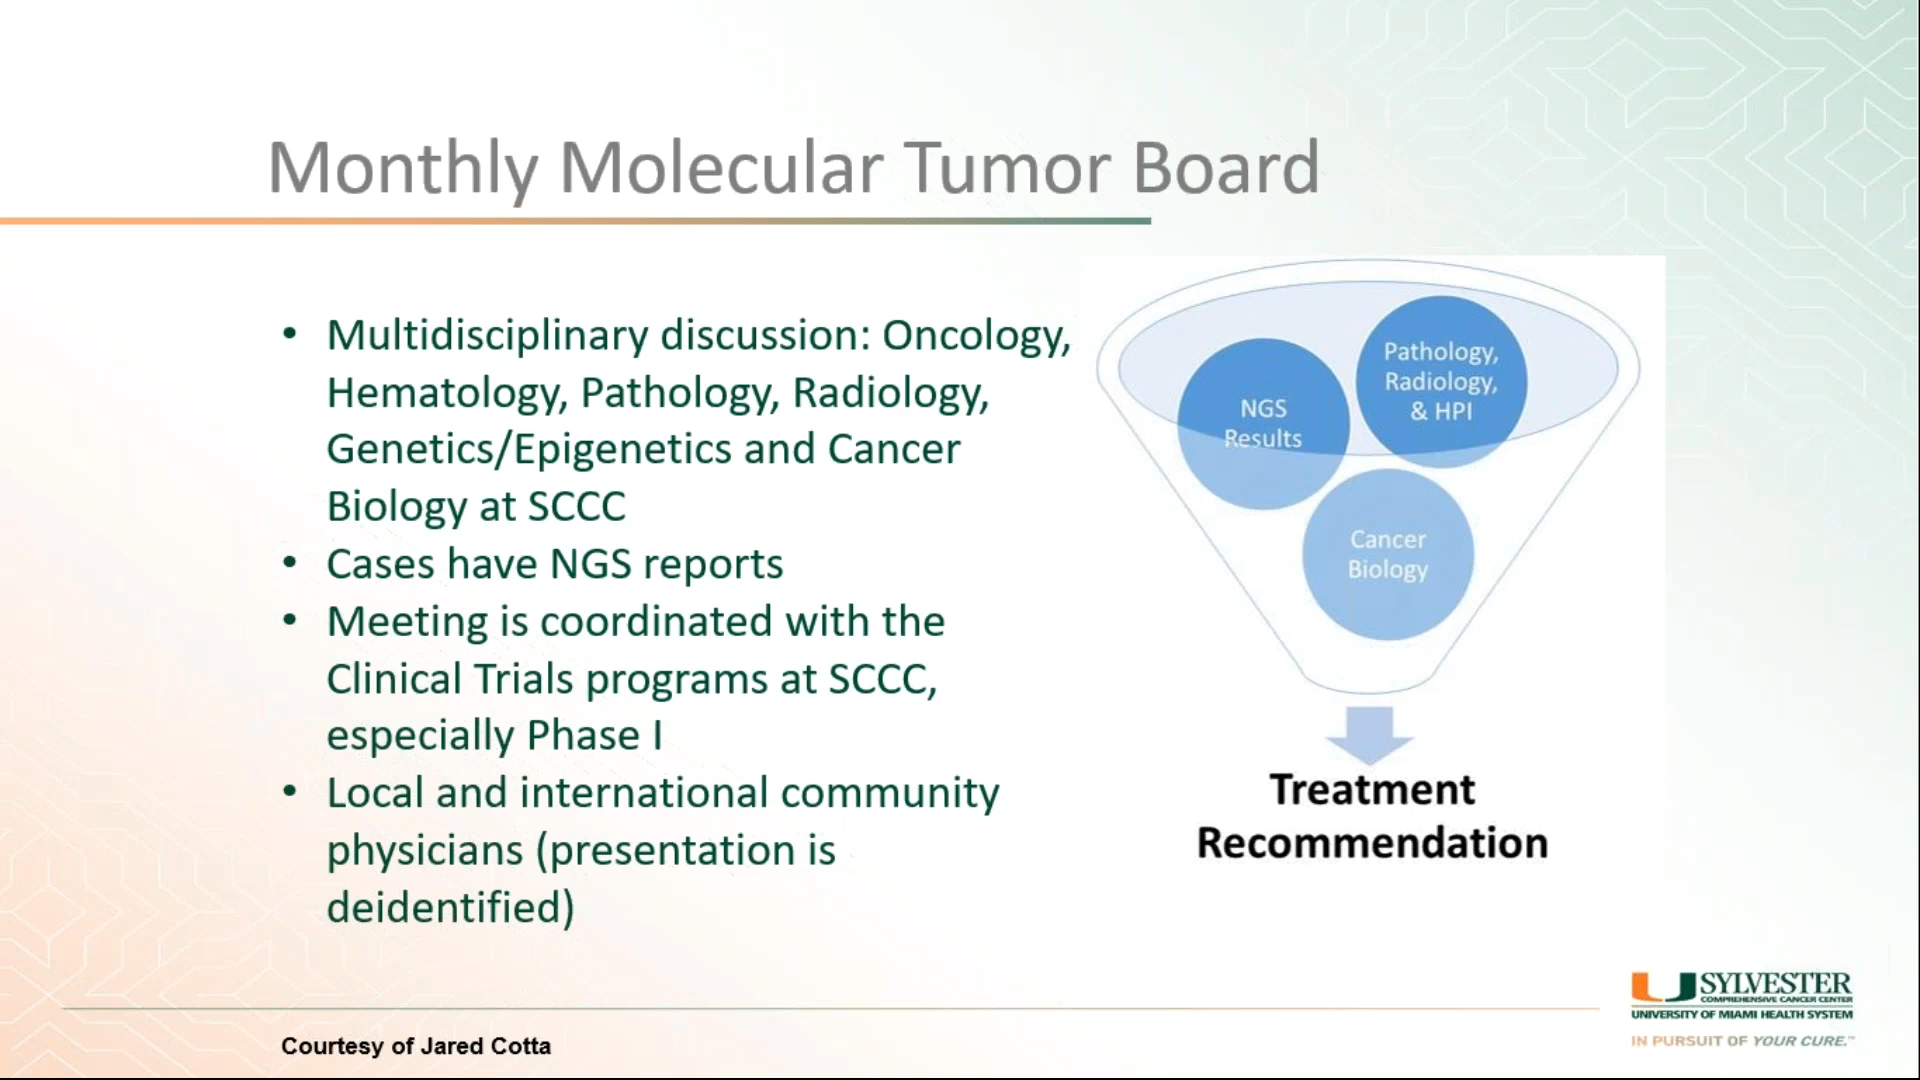 Monthly Molecular Tumor Board
• Multidisciplinary discussion: Oncology,
Hematology, Pathology, Radiology,
Genetics/Epigenetics and Cancer
Biology at SCCC
• Cases have NGS reports
• Meeting is coordinated with the
Clinical Trials programs at SCCC,
especially Phase I
• Local and international community
physicians (presentation is
deidentified)
NGS
Results
Pathology,
Radiology,
& HPI
Cancer
Biology
Treatment
Recommendation
Courtesy of Jared Cotta
SYLVESTER
COMPREHENSIVE CANCER CENTER
UNIVERSITY OF MIAMI HEALTH SYSTEM
IN PURSUIT OF YOUR CURE.™